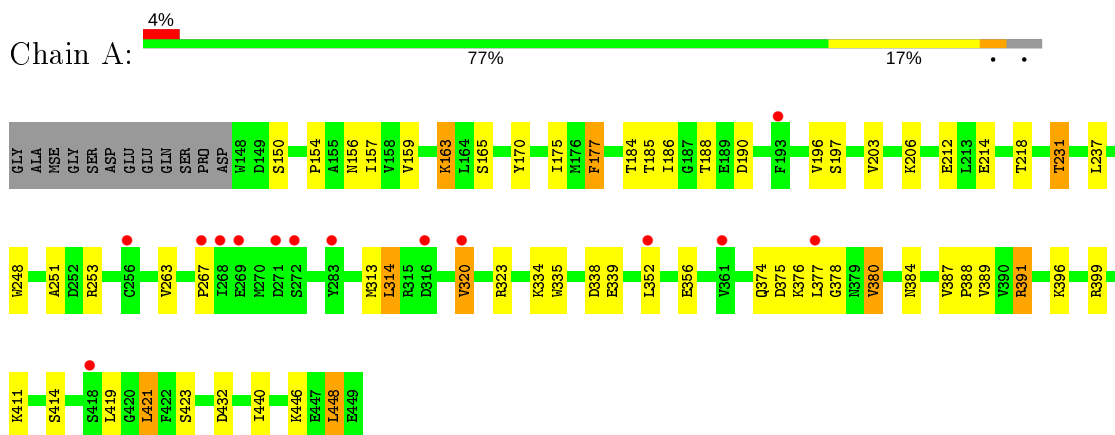 4%
Chain A:
77% 17% • •
GLY ALA MSE GLY SER ASP GLU GLU GLN SER PRO ASP W148 D149 S150 P154 A155 N156 I157 V158 V159 K163 L164 S165 Y170 I175 M176 F177 T184 T185 I186 G187 T188 E189 D190 F193 V196 S197 V203 K206 E212 L213 E214 T218 T231 L237
W248 A251 D252 R253 C256 V263 P267 I268 E269 M270 D271 S272 Y283 M313 L314 R315 D316 V320 R323 K334 W335 D338 E339 L352 E356 V361 Q374 D375 K376 L377 G378 N379 V380 N384 V387 P388 V389 V390 R391 K396 R399
K411 S414 S418 L419 G420 L421 F422 S423 D432 I440 K446 E447 L448 E449